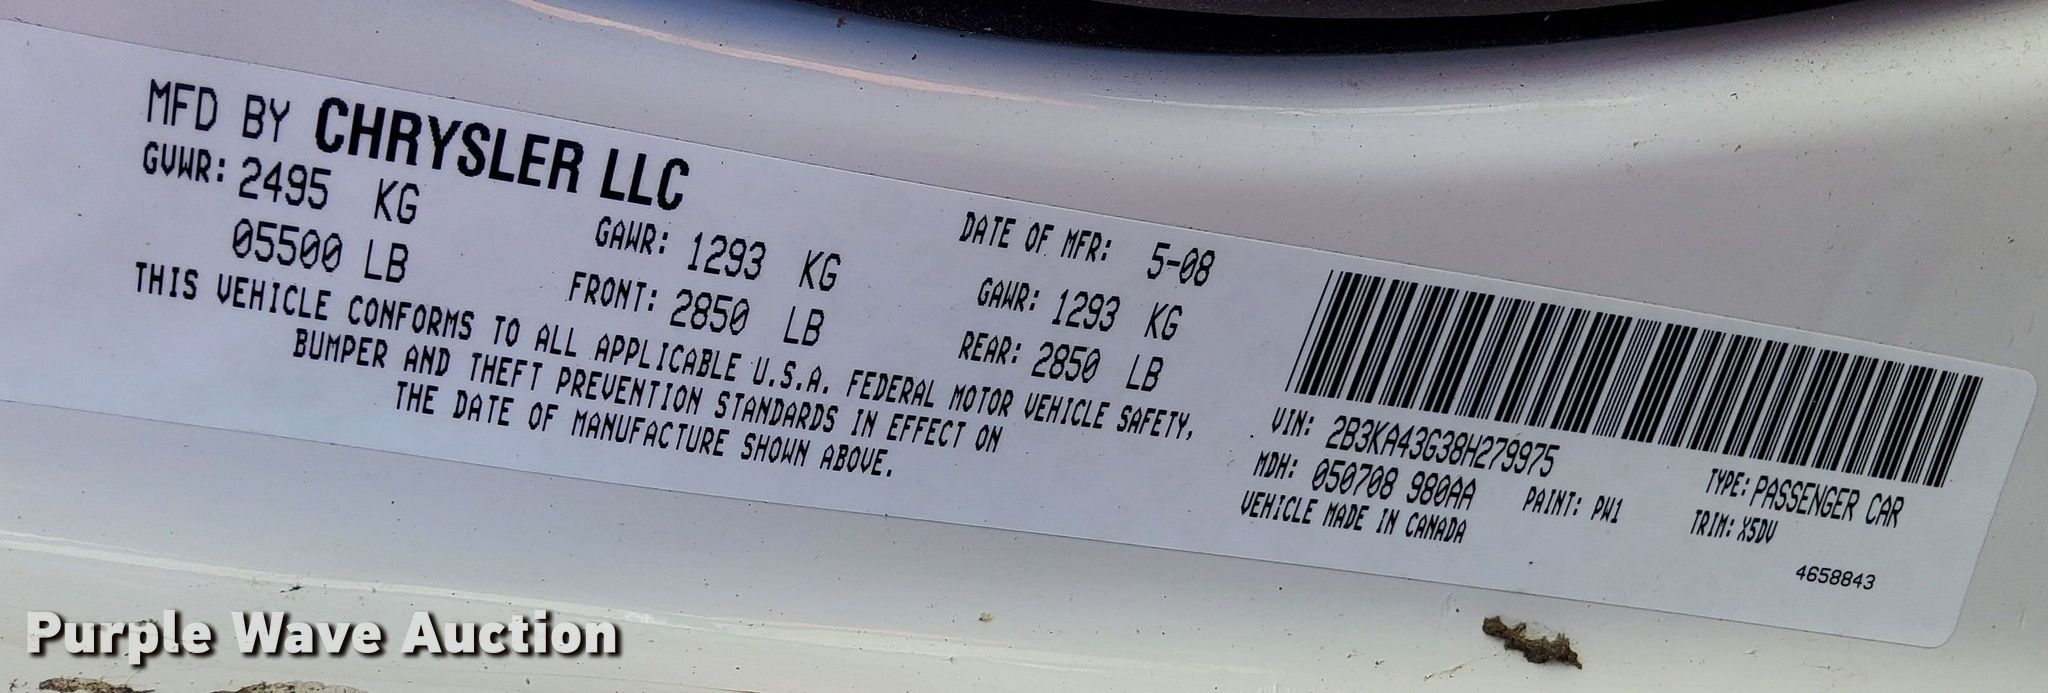 MFD BY CHRYSLER LLC
DATE OF MFR: 5-08
GVWR: 2495 KG
05500 LB
GAWR: 1293 KG
FRONT: 2850 LB
GAWR: 1293 KG
REAR: 2850 LB
THIS VEHICLE CONFORMS TO ALL APPLICABLE U.S.A. FEDERAL MOTOR VEHICLE SAFETY,
BUMPER AND THEFT PREVENTION STANDARDS IN EFFECT ON
THE DATE OF MANUFACTURE SHOWN ABOVE.
VIN: 2B3KA43G38H279975
TYPE: PASSENGER CAR
MDH: 050708 980AA
PAINT: PW1
TRIM: X5DV
VEHICLE MADE IN CANADA
4658843
Purple Wave Auction